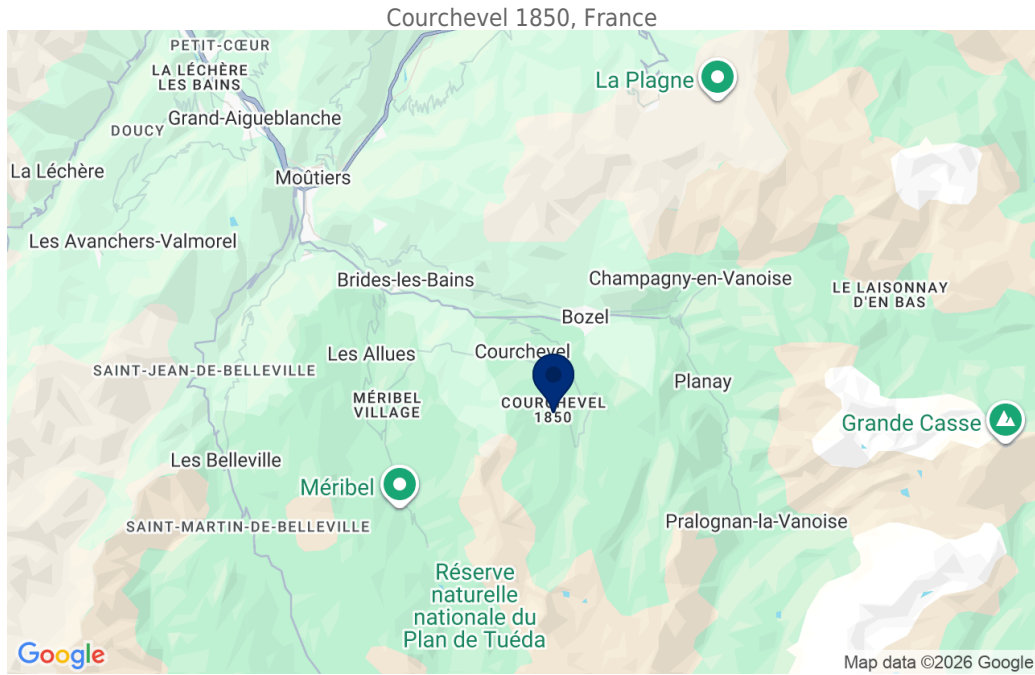 Courchevel 1850, France
PETIT-CŒUR
LA LÉCHÈRE
LES BAINS
La Plagne
Grand-Aigueblanche
DOUCY
La Léchère
Moûtiers
Les Avanchers-Valmorel
Brides-les-Bains
Champagny-en-Vanoise
LE LAISONNAY
D'EN BAS
Bozel
Les Allues
Courchevel
SAINT-JEAN-DE-BELLEVILLE
Planay
MÉRIBEL
VILLAGE
COURCHEVEL
1850
Grande Casse
Les Belleville
Méribel
SAINT-MARTIN-DE-BELLEVILLE
Pralognan-la-Vanoise
Réserve
naturelle
nationale du
Plan de Tuéda
Google
Map data ©2026 Google